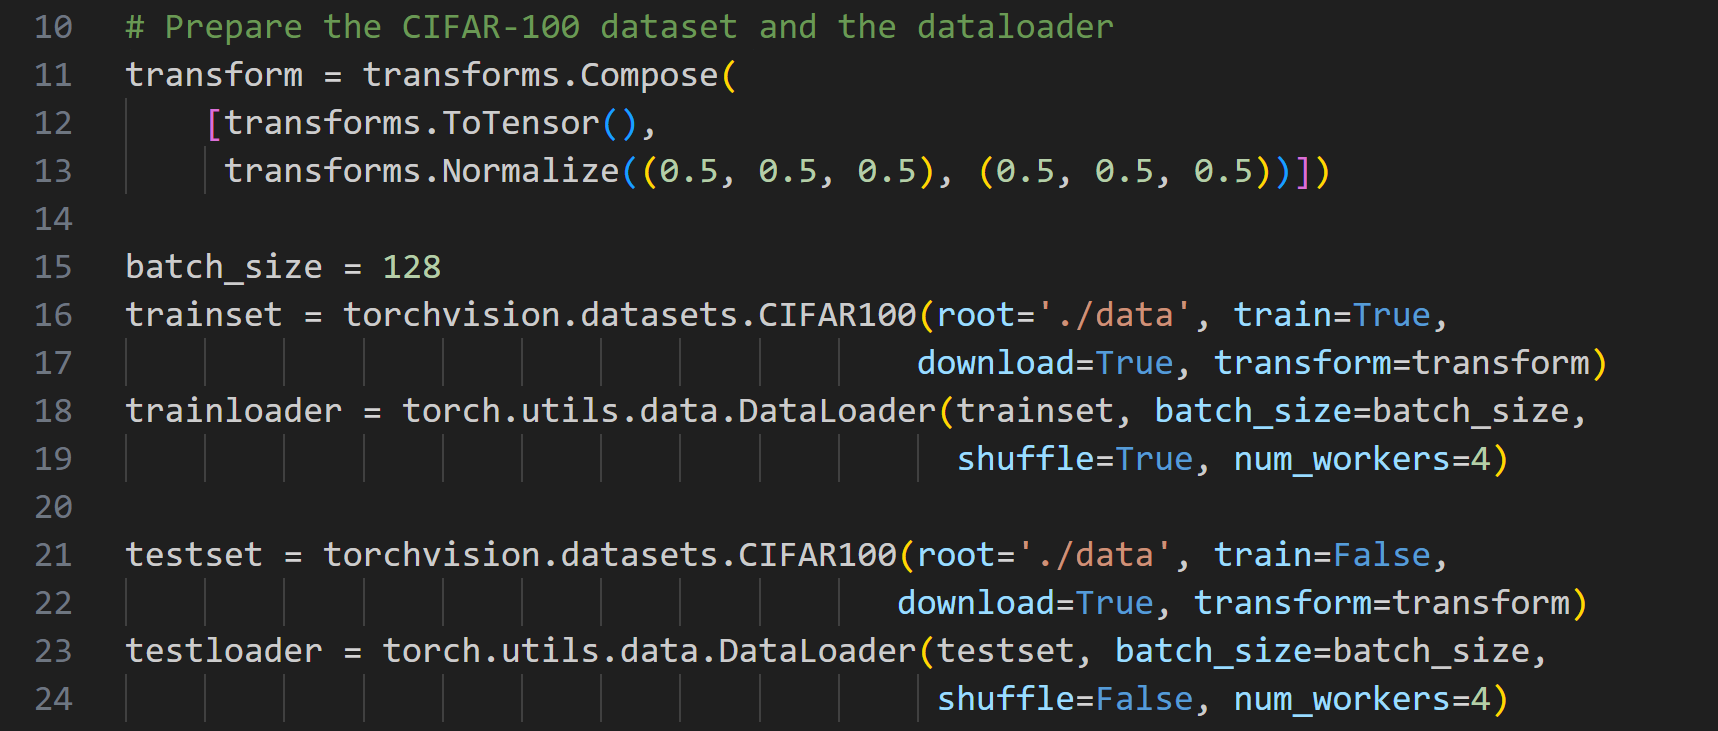 10 # Prepare the CIFAR-100 dataset and the dataloader
11 transform = transforms.Compose(
12     [transforms.ToTensor(),
13      transforms.Normalize((0.5, 0.5, 0.5), (0.5, 0.5, 0.5))])
14
15 batch_size = 128
16 trainset = torchvision.datasets.CIFAR100(root='./data', train=True,
17                                         download=True, transform=transform)
18 trainloader = torch.utils.data.DataLoader(trainset, batch_size=batch_size,
19                                           shuffle=True, num_workers=4)
20
21 testset = torchvision.datasets.CIFAR100(root='./data', train=False,
22                                        download=True, transform=transform)
23 testloader = torch.utils.data.DataLoader(testset, batch_size=batch_size,
24                                          shuffle=False, num_workers=4)